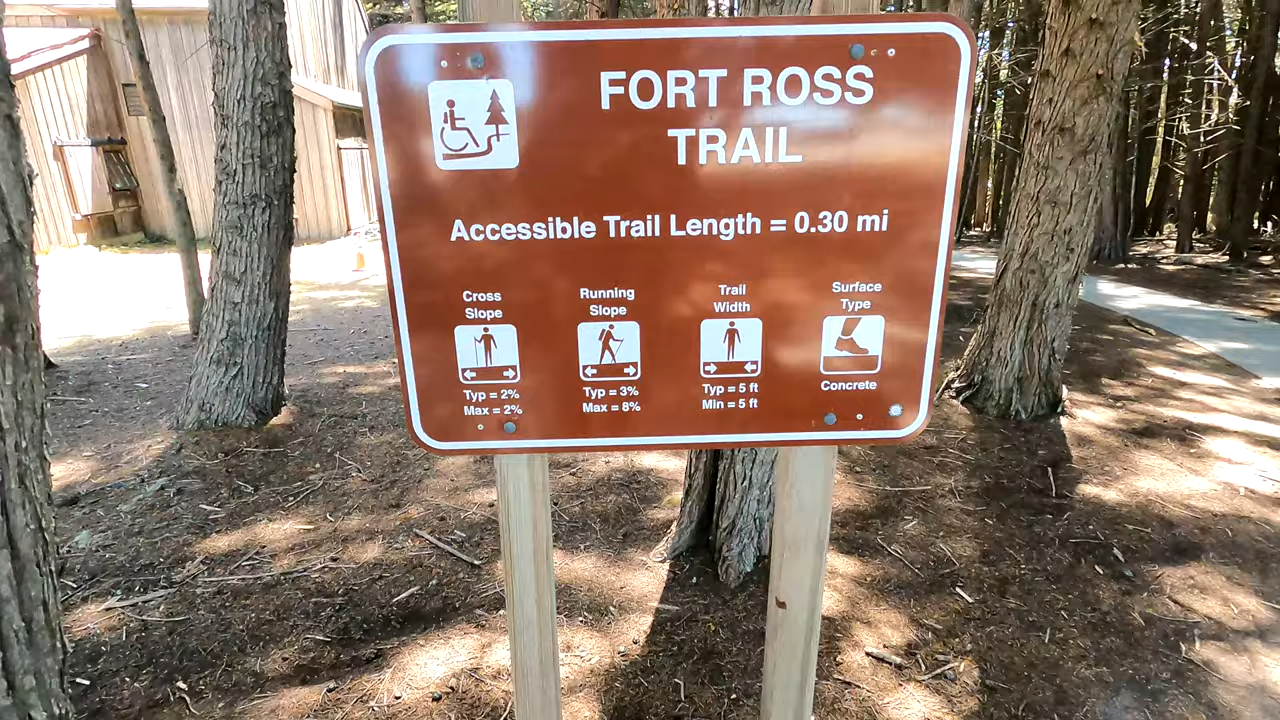 FORT ROSS
TRAIL
Accessible Trail Length = 0.30 mi
Cross
Slope
Typ = 2%
Max = 2%
Running
Slope
Typ = 3%
Max = 8%
Trail
Width
Typ = 5 ft
Min = 5 ft
Surface
Type
Concrete